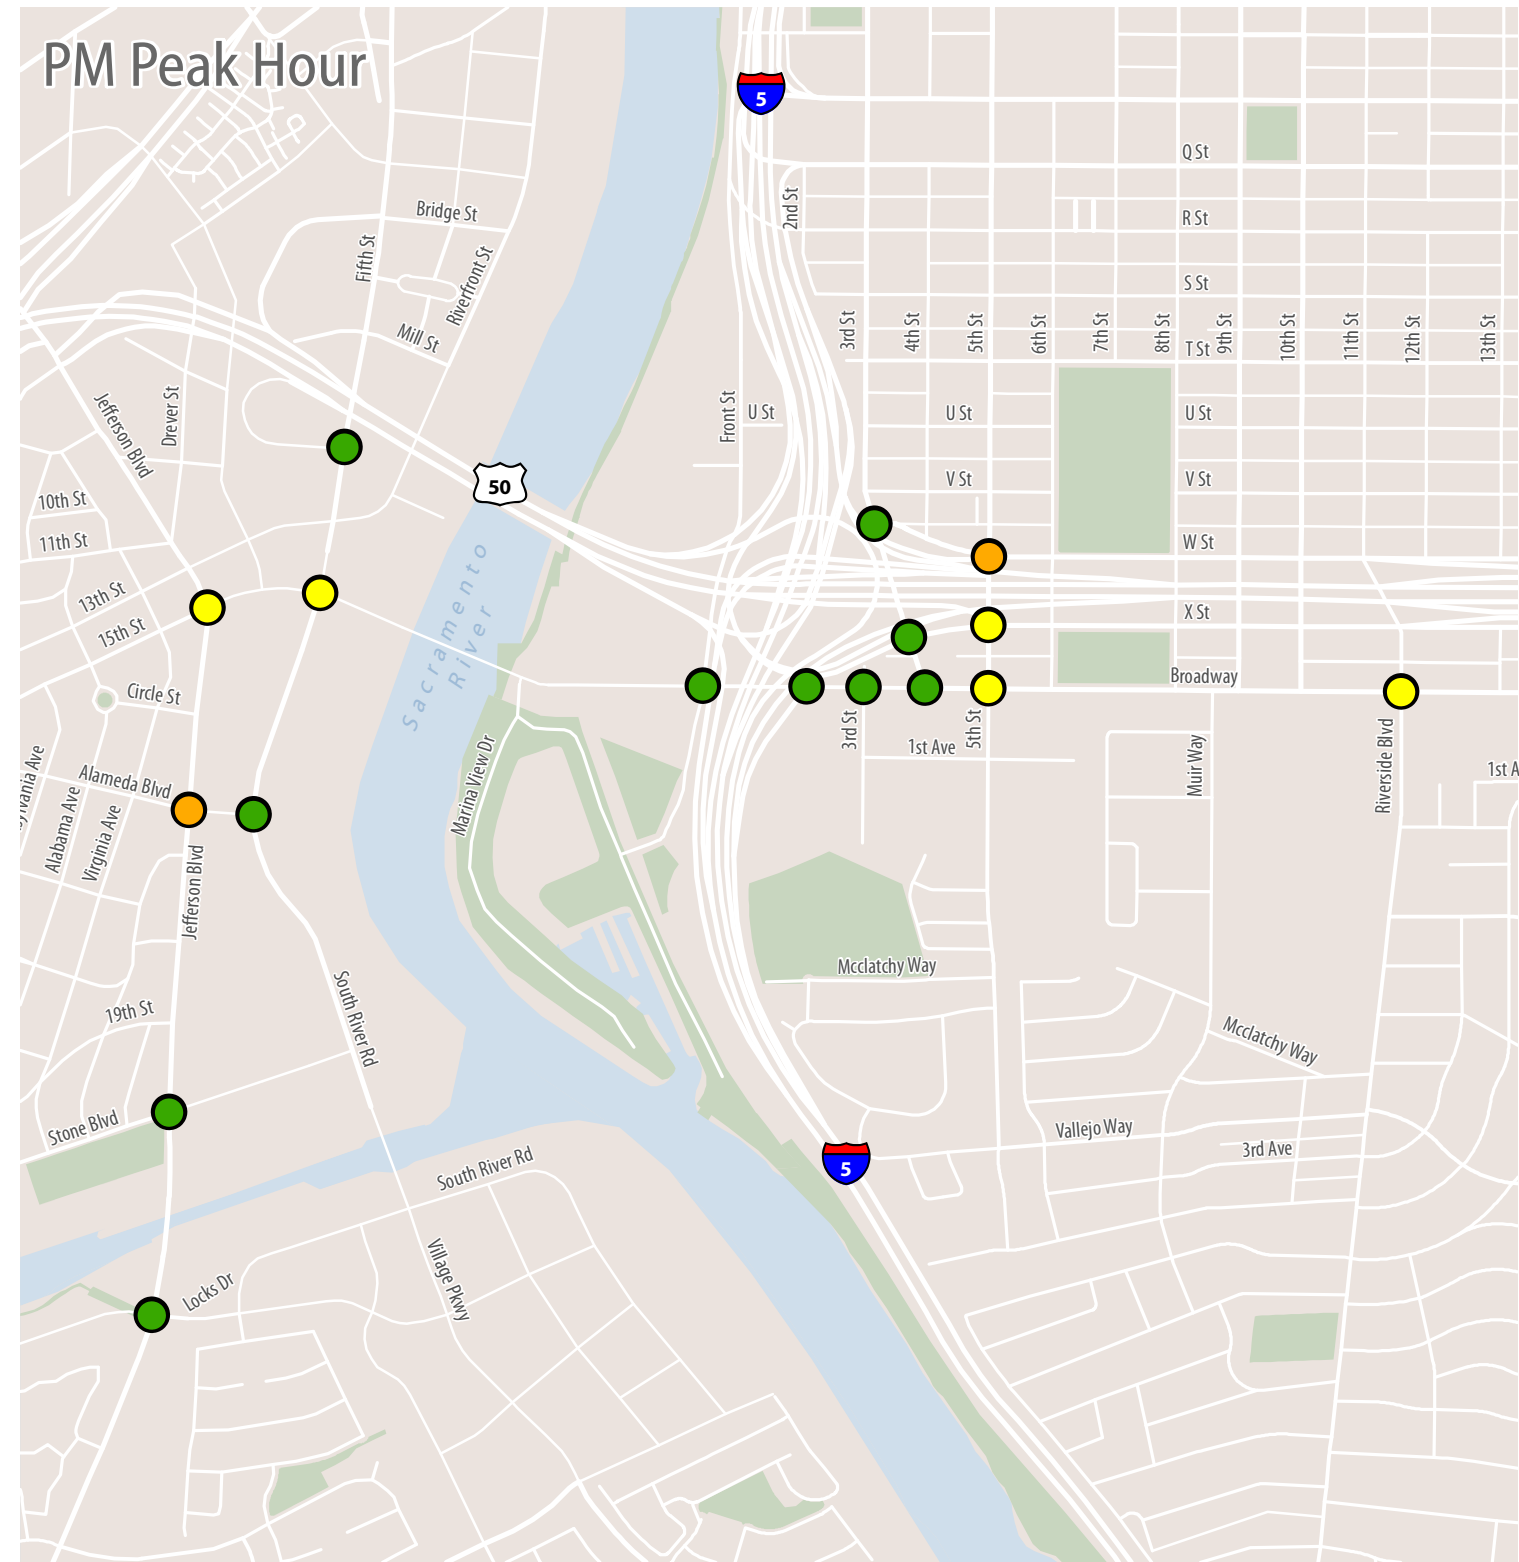 PM Peak Hour
5
Q St
Bridge St
2nd St
R St
Fifth St
Riverfront St
S St
Mill St
3rd St
4th St
5th St
6th St
7th St
8th St
9th St
10th St
11th St
12th St
13th St
T St
Jefferson Blvd
Drever St
Front St
U St
U St
U St
V St
V St
50
10th St
11th St
W St
Sacramento
River
13th St
15th St
X St
Circle St
Broadway
3rd St
5th St
1st Ave
Muir Way
Riverside Blvd
1st A
Marina View Dr
ylvania Ave
Alameda Blvd
Alabama Ave
Virginia Ave
Jefferson Blvd
Mcclatchy Way
South River Rd
19th St
Mcclatchy Way
Stone Blvd
Vallejo Way
3rd Ave
5
South River Rd
Village Pkwy
Locks Dr